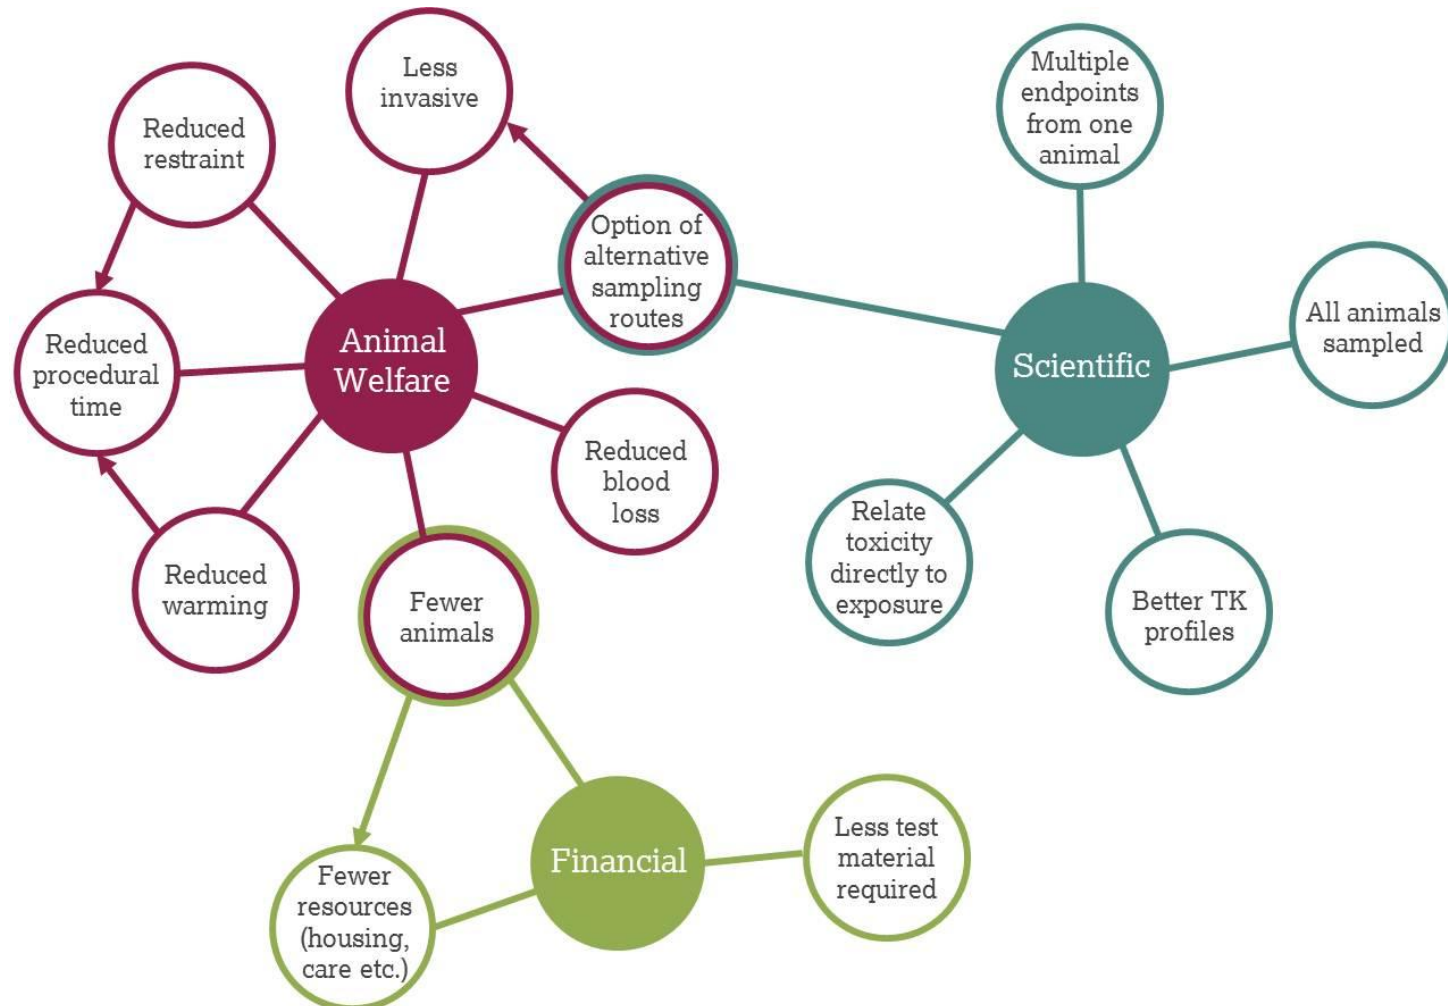 Less
invasive
Reduced
restraint
Option of
alternative
sampling
routes
Animal
Welfare
Reduced
procedural
time
Reduced
blood
loss
Reduced
warming
Fewer
animals
Multiple
endpoints
from one
animal
All animals
sampled
Scientific
Relate
toxicity
directly to
exposure
Better TK
profiles
Financial
Less test
material
required
Fewer
resources
(housing,
care etc.)